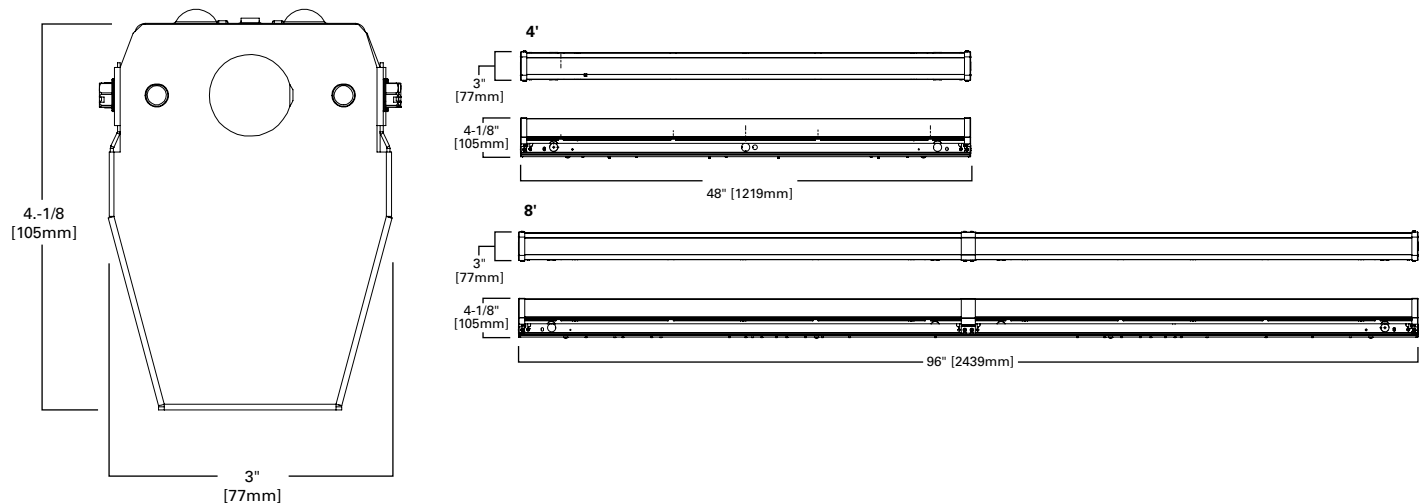 4.-1/8
[105mm]
3"
[77mm]
4'
3"
[77mm]
4-1/8"
[105mm]
48" [1219mm]
8'
3"
[77mm]
4-1/8"
[105mm]
96" [2439mm]